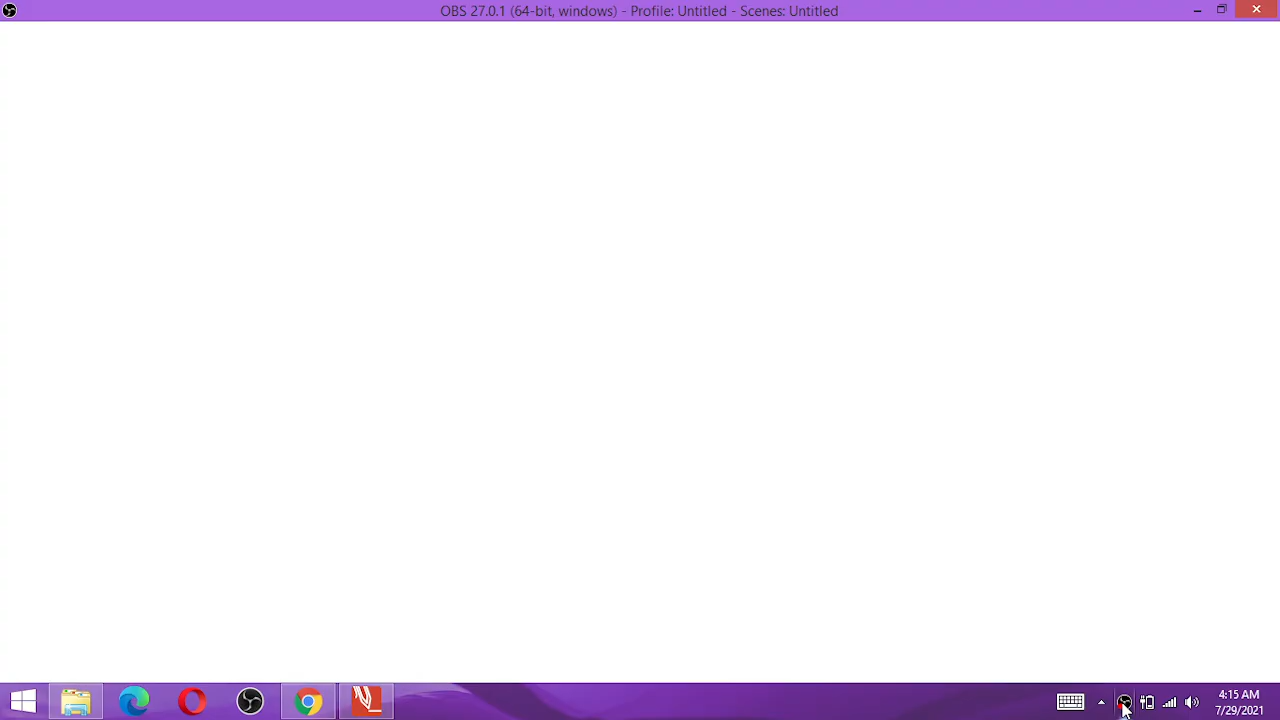 OBS 27.0.1 (64-bit, windows) - Profile: Untitled - Scenes: Untitled
4:15 AM
7/29/2021